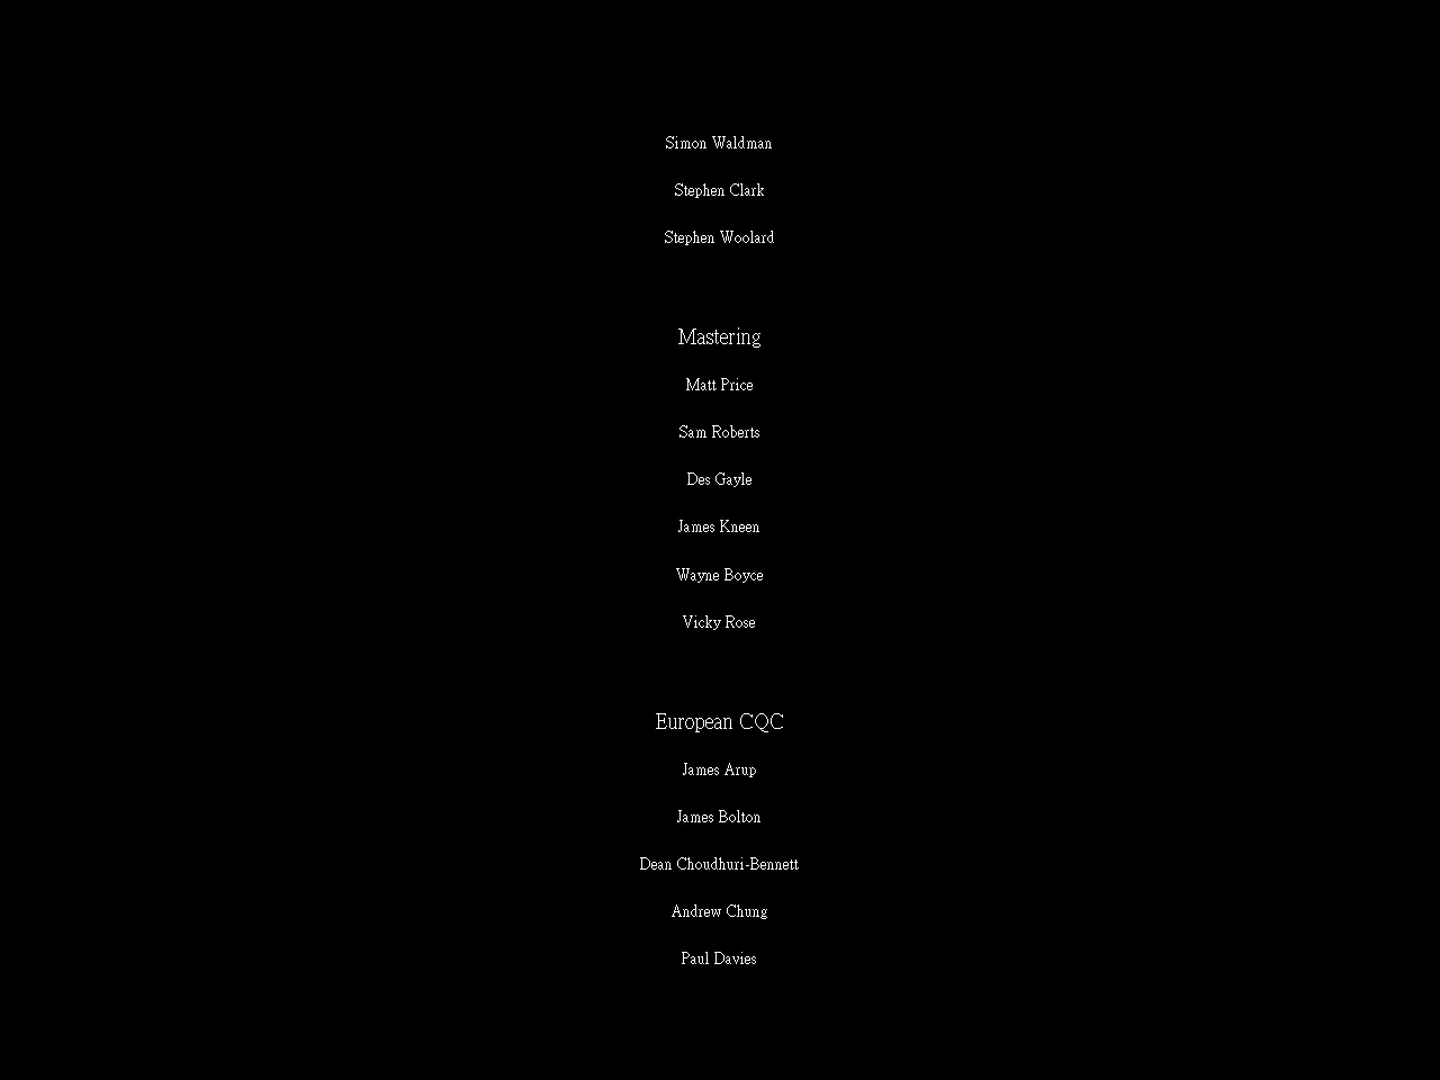 Simon Waldman
Stephen Clark
Stephen Woolard
Mastering
Matt Price
Sam Roberts
Des Gayle
James Kneen
Wayne Boyce
Vicky Rose
European CQC
James Arup
James Bolton
Dean Choudhuri-Bennett
Andrew Chung
Paul Davies